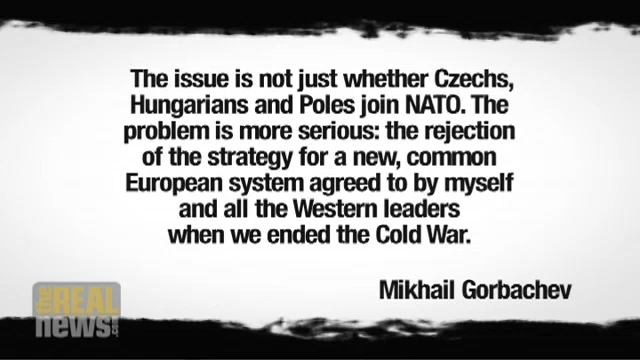 The issue is not just whether Czechs,
Hungarians and Poles join NATO. The
problem is more serious: the rejection
of the strategy for a new, common
European system agreed to by myself
and all the Western leaders
when we ended the Cold War.
Mikhail Gorbachev
the REAL
news.com